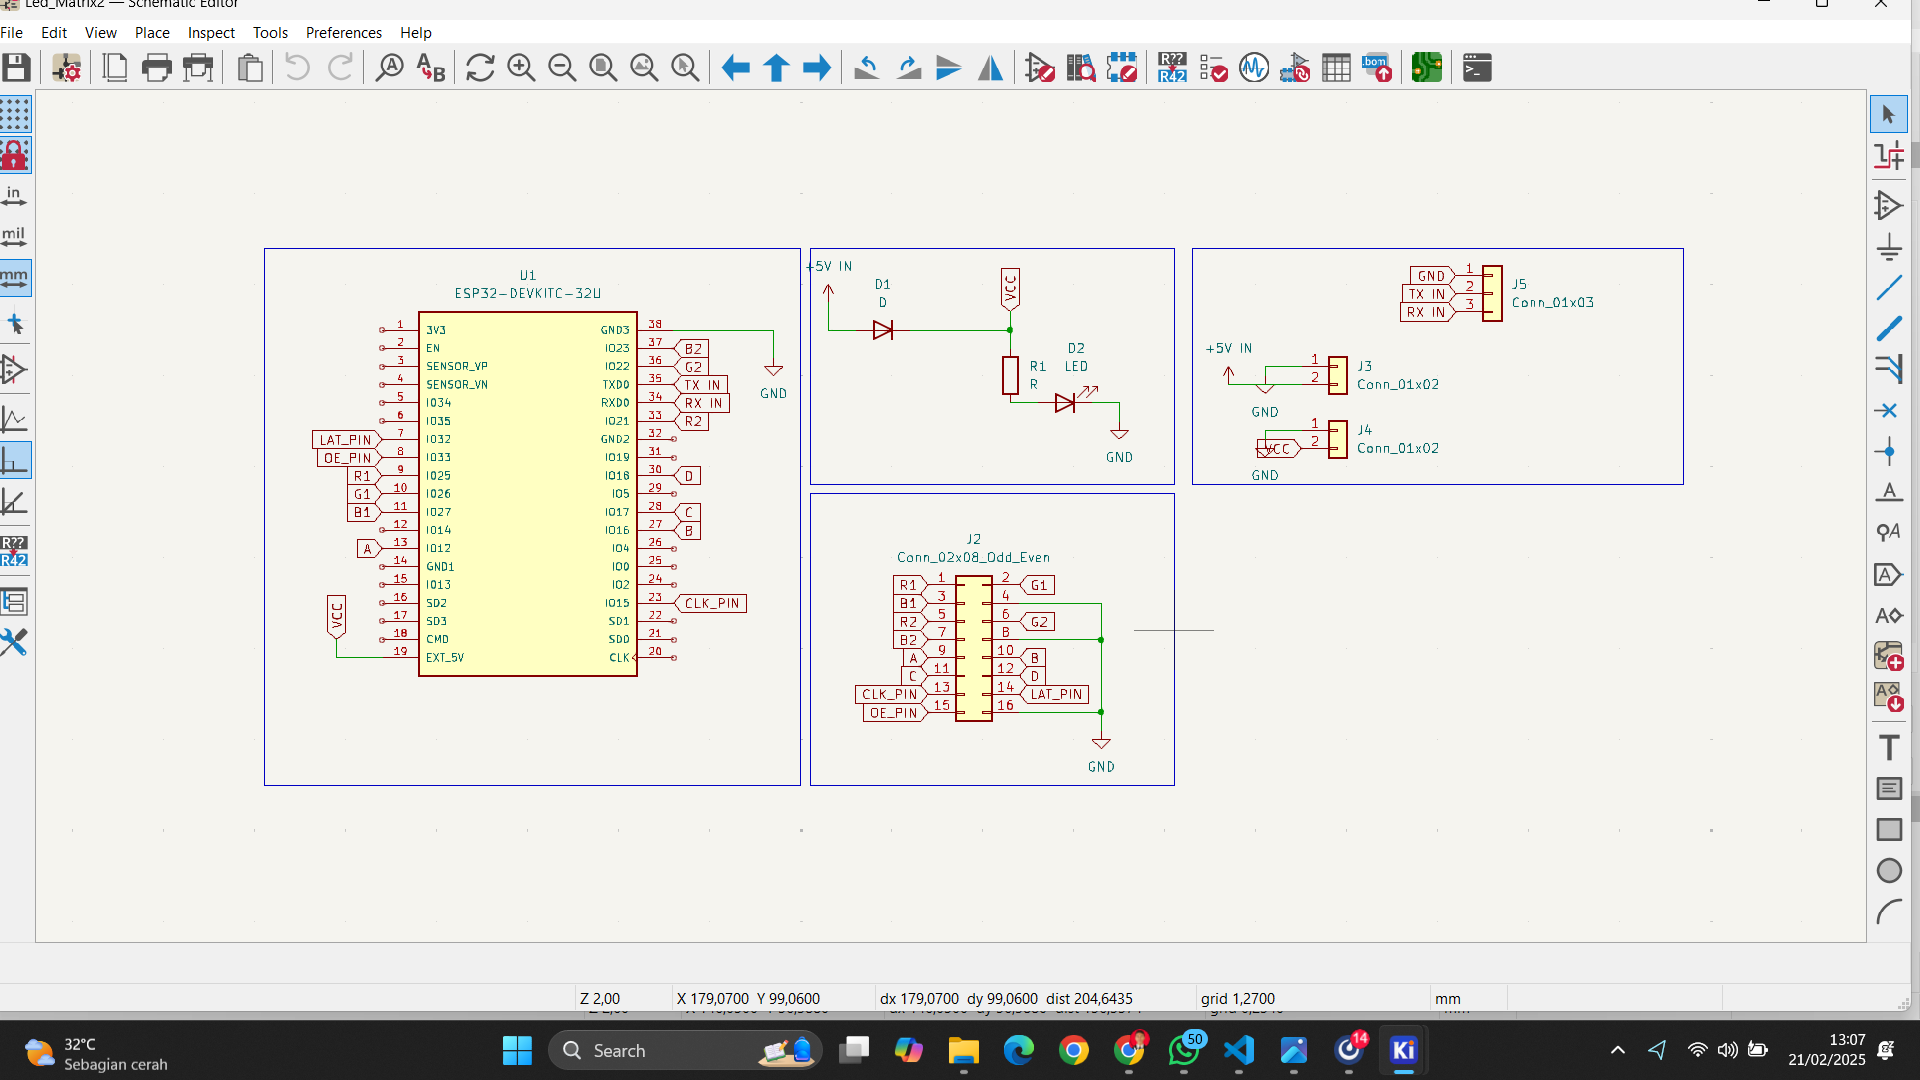 Led_Matrix2 — Schematic Editor
File Edit View Place Inspect Tools Preferences Help
in
mil
mm
R??
R42
.bom
U1
ESP32-DEVKITC-32U
1 3V3
2 EN
3 SENSOR_VP
4 SENSOR_VN
5 IO34
6 IO35
LAT_PIN 7 IO32
OE_PIN 8 IO33
R1 9 IO25
G1 10 IO26
B1 11 IO27
12 IO14
A 13 IO12
14 GND1
15 IO13
16 SD2
17 SD3
18 CMD
VCC 19 EXT_5V
GND3 38 GND
IO23 37 B2
IO22 36 G2
TXD0 35 TX IN
RXD0 34 RX IN
IO21 33 R2
GND2 32
IO19 31
IO18 30 D
IO5 29
IO17 28 C
IO16 27 B
IO4 26
IO0 25
IO2 24
IO15 23 CLK_PIN
SD1 22
SD0 21
CLK 20
+5V IN
D1
D
VCC
R1
R
D2
LED
GND
GND 1
TX IN 2
RX IN 3
J5
Conn_01x03
+5V IN
1
2
J3
Conn_01x02
GND
1
VCC 2
J4
Conn_01x02
GND
J2
Conn_02x08_Odd_Even
R1 1 2 G1
B1 3 4
R2 5 6 G2
B2 7 8
A 9 10 B
C 11 12 D
CLK_PIN 13 14 LAT_PIN
OE_PIN 15 16
GND
R??
R42
Z 2,00 X 179,0700 Y 99,0600 dx 179,0700 dy 99,0600 dist 204,6435 grid 1,2700 mm
32°C
Sebagian cerah
Search
50
14
Ki
13:07
21/02/2025